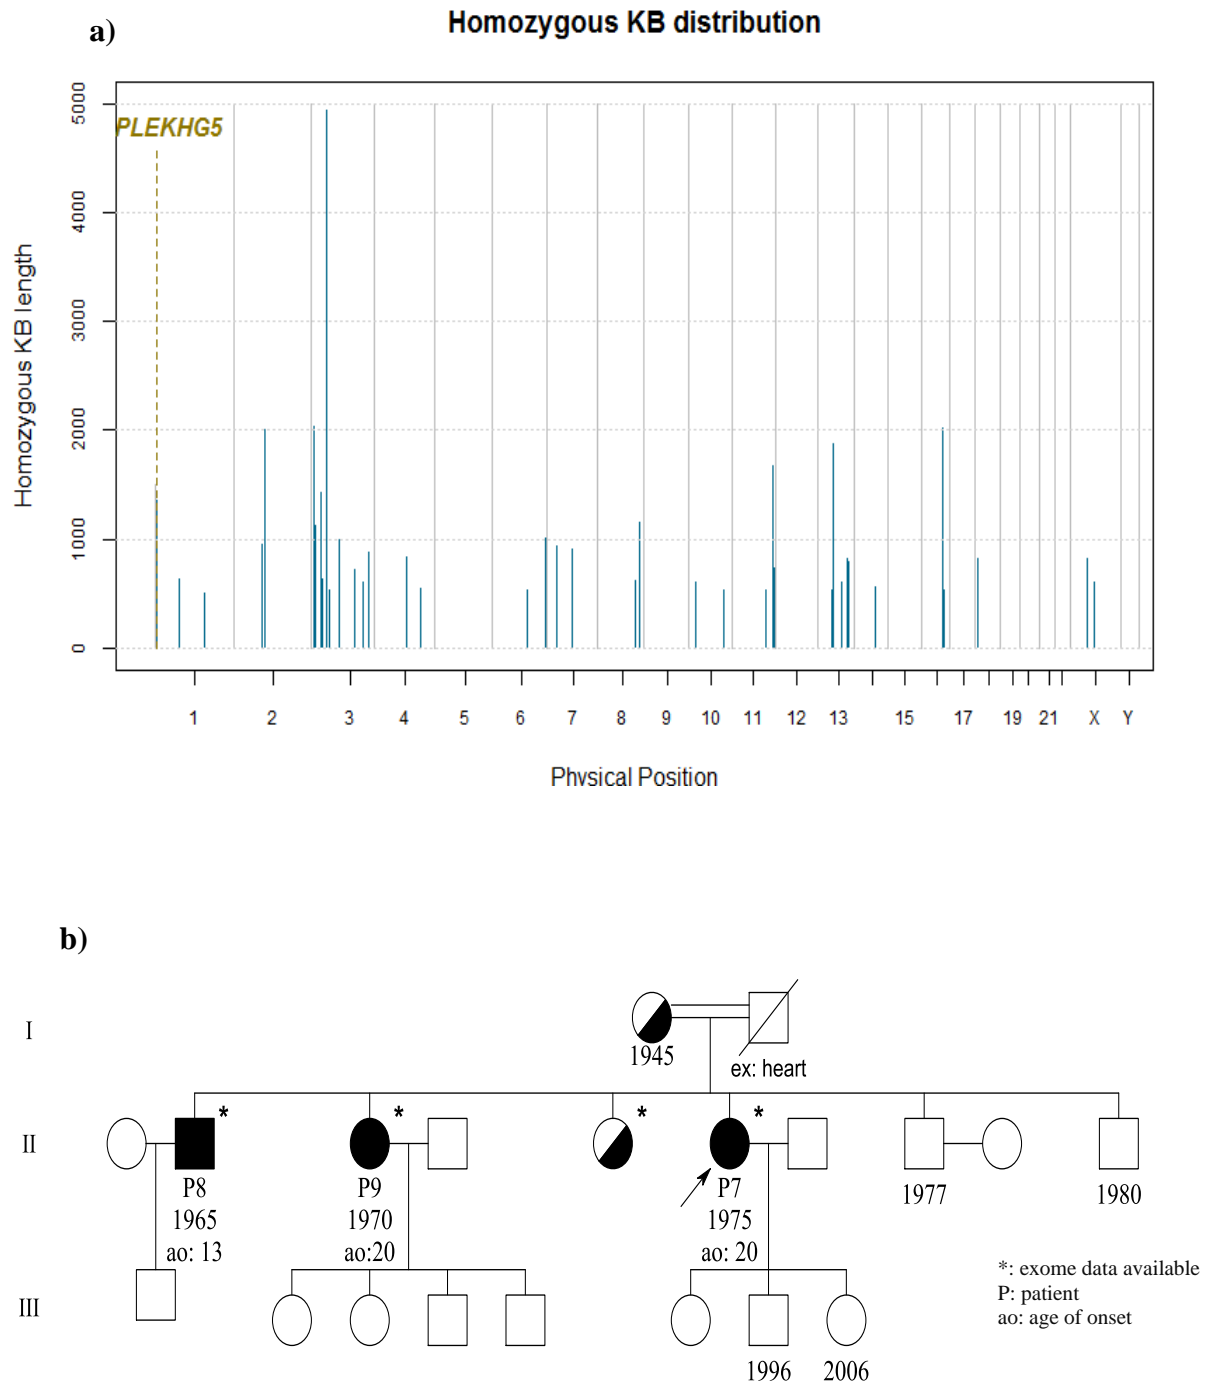 a)
Homozygous KB distribution
PLEKHG5
Homozygous KB length
5000
4000
3000
2000
1000
0
1 2 3 4 5 6 7 8 9 10 11 12 13 15 17 19 21 X Y
Physical Position
b)
I
1945
ex: heart
II
* * * *
P8 P9 P7
1965 1970 1975 1977 1980
ao: 13 ao:20 ao: 20
*: exome data available
P: patient
ao: age of onset
III
1996 2006